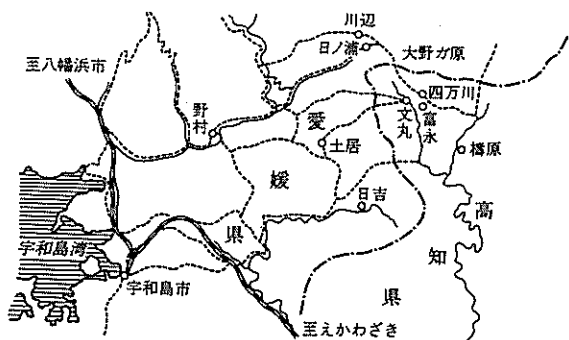 川辺
日ノ浦
大野ガ原
至八幡浜市
四万川
野村
愛
文丸
富永
土居
梼原
媛
日吉
高
県
宇和島湾
知
宇和島市
県
至えかわざき